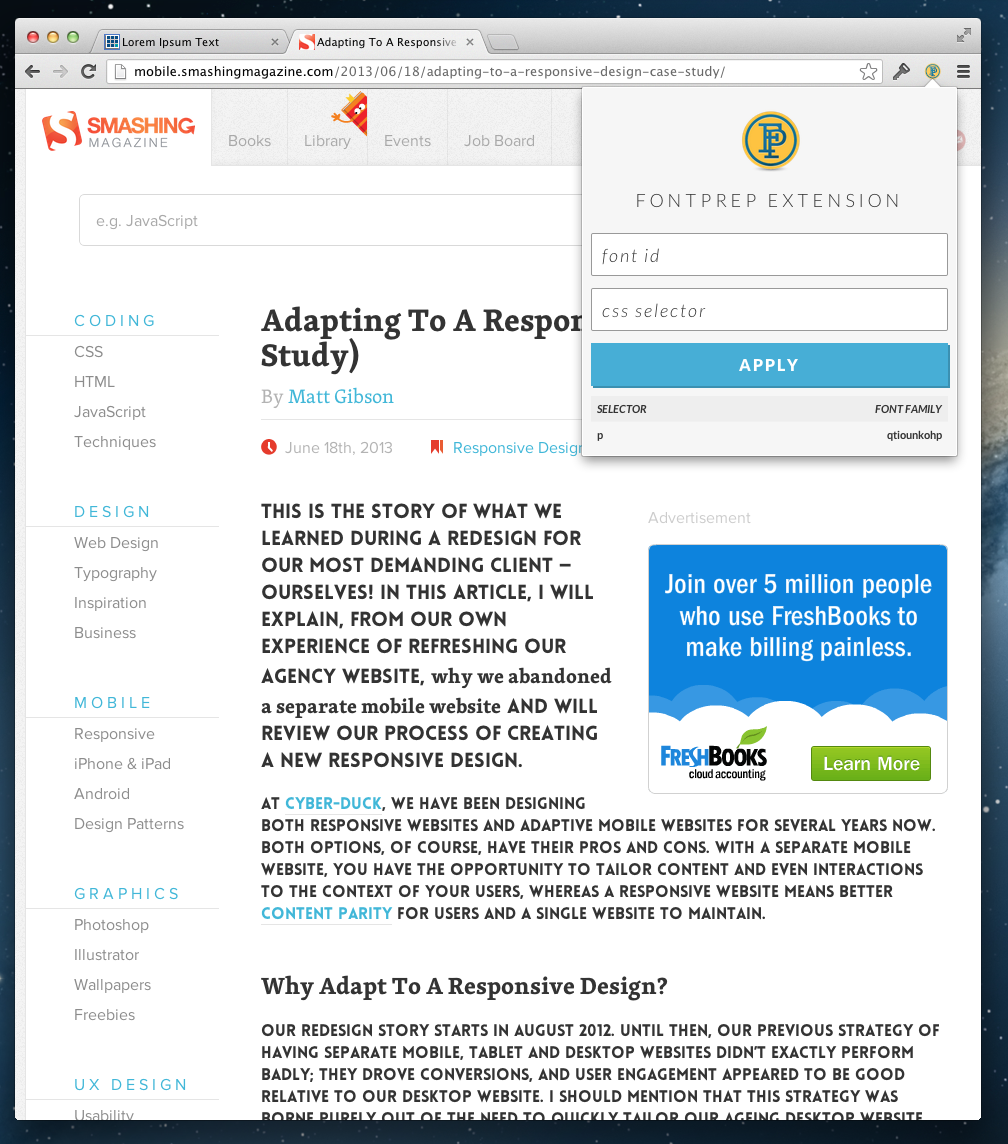 Lorem Ipsum Text
Adapting To A Responsive
mobile.smashingmagazine.com/2013/06/18/adapting-to-a-responsive-design-case-study/
SMASHING
MAGAZINE
Books
Library
Events
Job Board
FONTPREP EXTENSION
font id
css selector
APPLY
SELECTOR FONT FAMILY
p qtiounkohp
e.g. JavaScript
CODING
CSS
HTML
JavaScript
Techniques
DESIGN
Web Design
Typography
Inspiration
Business
MOBILE
Responsive
iPhone & iPad
Android
Design Patterns
GRAPHICS
Photoshop
Illustrator
Wallpapers
Freebies
UX DESIGN
Usability
Adapting To A Respon
Study)
By Matt Gibson
June 18th, 2013
Responsive Design
THIS IS THE STORY OF WHAT WE
LEARNED DURING A REDESIGN FOR
OUR MOST DEMANDING CLIENT —
OURSELVES! IN THIS ARTICLE, I WILL
EXPLAIN, FROM OUR OWN
EXPERIENCE OF REFRESHING OUR
AGENCY WEBSITE, why we abandoned
a separate mobile website AND WILL
REVIEW OUR PROCESS OF CREATING
A NEW RESPONSIVE DESIGN.
Advertisement
Join over 5 million people
who use FreshBooks to
make billing painless.
FRESHBOOKS
cloud accounting
Learn More
AT CYBER-DUCK, WE HAVE BEEN DESIGNING
BOTH RESPONSIVE WEBSITES AND ADAPTIVE MOBILE WEBSITES FOR SEVERAL YEARS NOW.
BOTH OPTIONS, OF COURSE, HAVE THEIR PROS AND CONS. WITH A SEPARATE MOBILE
WEBSITE, YOU HAVE THE OPPORTUNITY TO TAILOR CONTENT AND EVEN INTERACTIONS
TO THE CONTEXT OF YOUR USERS, WHEREAS A RESPONSIVE WEBSITE MEANS BETTER
CONTENT PARITY FOR USERS AND A SINGLE WEBSITE TO MAINTAIN.
Why Adapt To A Responsive Design?
OUR REDESIGN STORY STARTS IN AUGUST 2012. UNTIL THEN, OUR PREVIOUS STRATEGY OF
HAVING SEPARATE MOBILE, TABLET AND DESKTOP WEBSITES DIDN'T EXACTLY PERFORM
BADLY; THEY DROVE CONVERSIONS, AND USER ENGAGEMENT APPEARED TO BE GOOD
RELATIVE TO OUR DESKTOP WEBSITE. I SHOULD MENTION THAT THIS STRATEGY WAS
BORNE PURELY OUT OF THE NEED TO QUICKLY TAILOR OUR AGEING DESKTOP WEBSITE